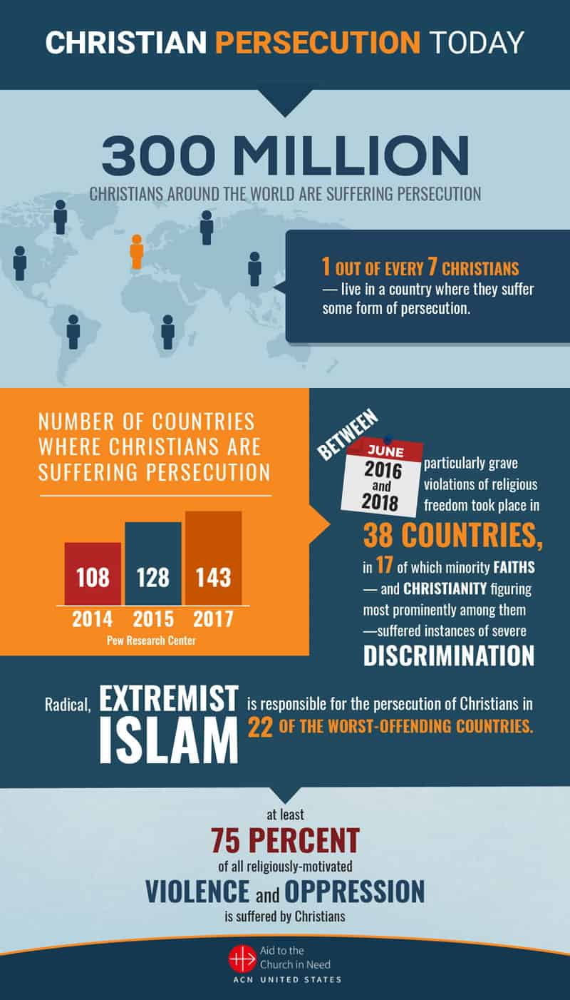 CHRISTIAN PERSECUTION TODAY
300 MILLION
CHRISTIANS AROUND THE WORLD ARE SUFFERING PERSECUTION
1 OUT OF EVERY 7 CHRISTIANS
— live in a country where they suffer
some form of persecution.
NUMBER OF COUNTRIES
WHERE CHRISTIANS ARE
SUFFERING PERSECUTION
108 128 143
2014 2015 2017
Pew Research Center
BETWEEN
JUNE
2016
and
2018
particularly grave
violations of religious
freedom took place in
38 COUNTRIES,
in 17 of which minority FAITHS
— and CHRISTIANITY figuring
most prominently among them
—suffered instances of severe
DISCRIMINATION
Radical, EXTREMIST
ISLAM
is responsible for the persecution of Christians in
22 OF THE WORST-OFFENDING COUNTRIES.
at least
75 PERCENT
of all religiously-motivated
VIOLENCE and OPPRESSION
is suffered by Christians
Aid to the
Church in Need
ACN UNITED STATES